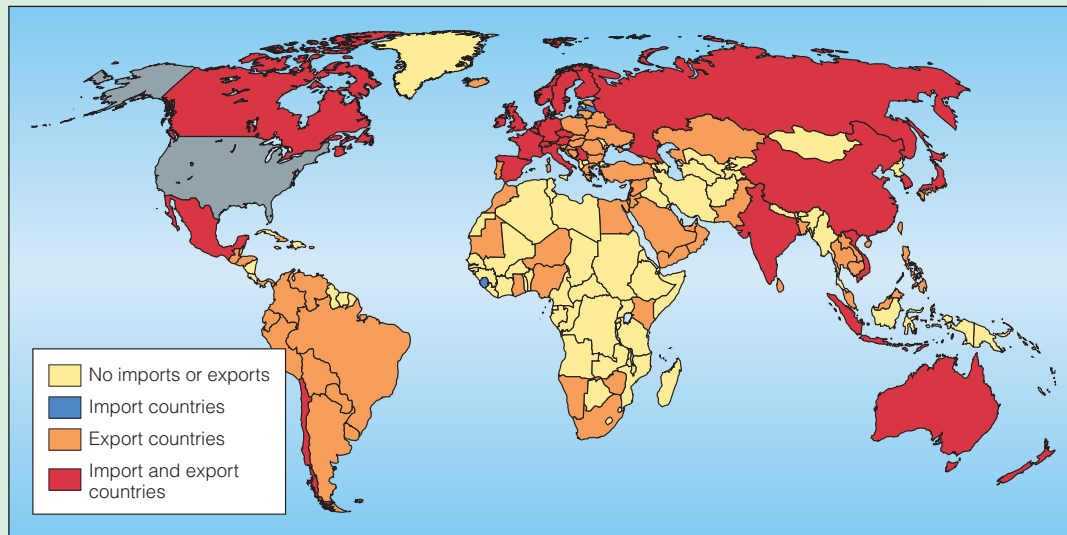 No imports or exports
Import countries
Export countries
Import and export
countries